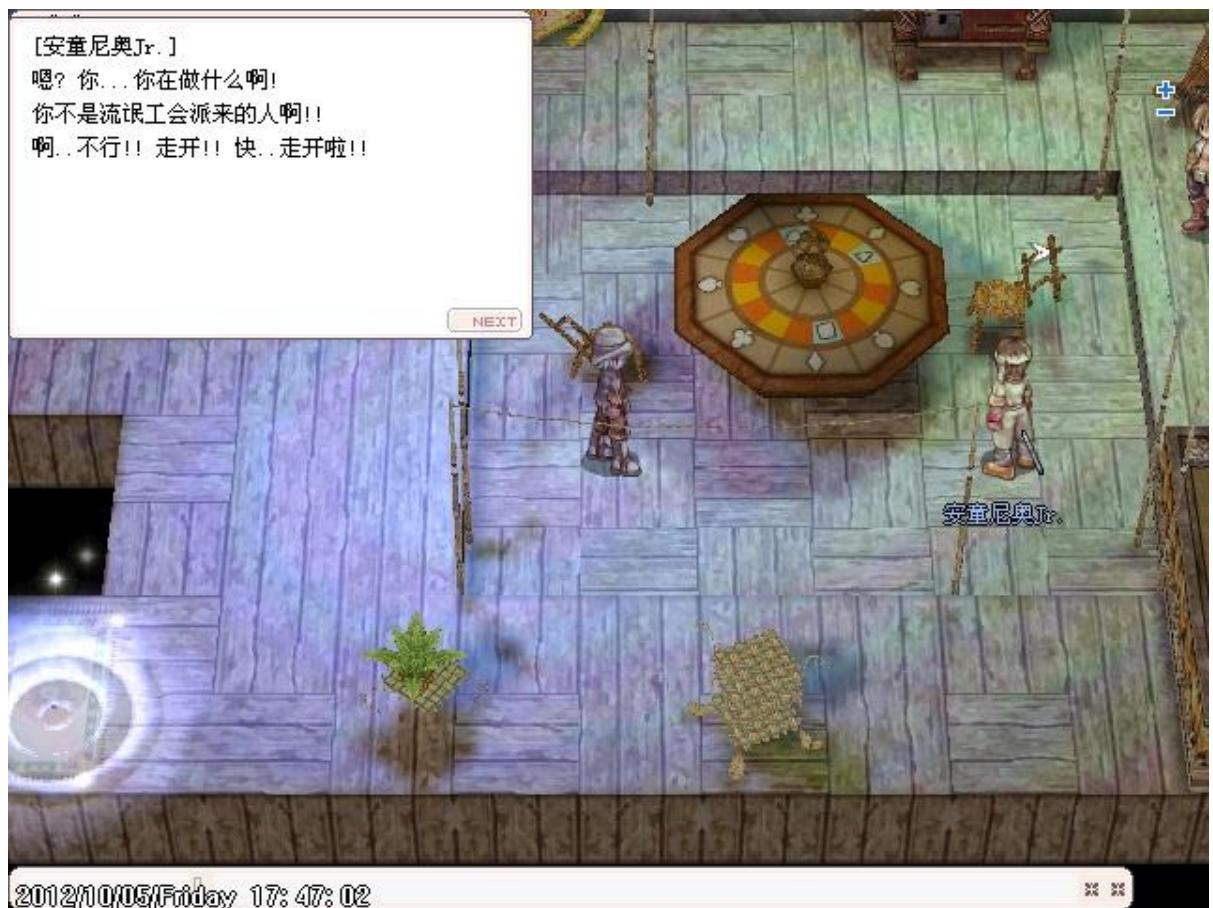 [安童尼奥Jr.]
嗯? 你...你在做什么啊!
你不是流氓工会派来的人啊!!
啊..不行!! 走开!! 快..走开啦!!
NEXT
安童尼奥Jr.
2012/10/05/Friday 17:47:02